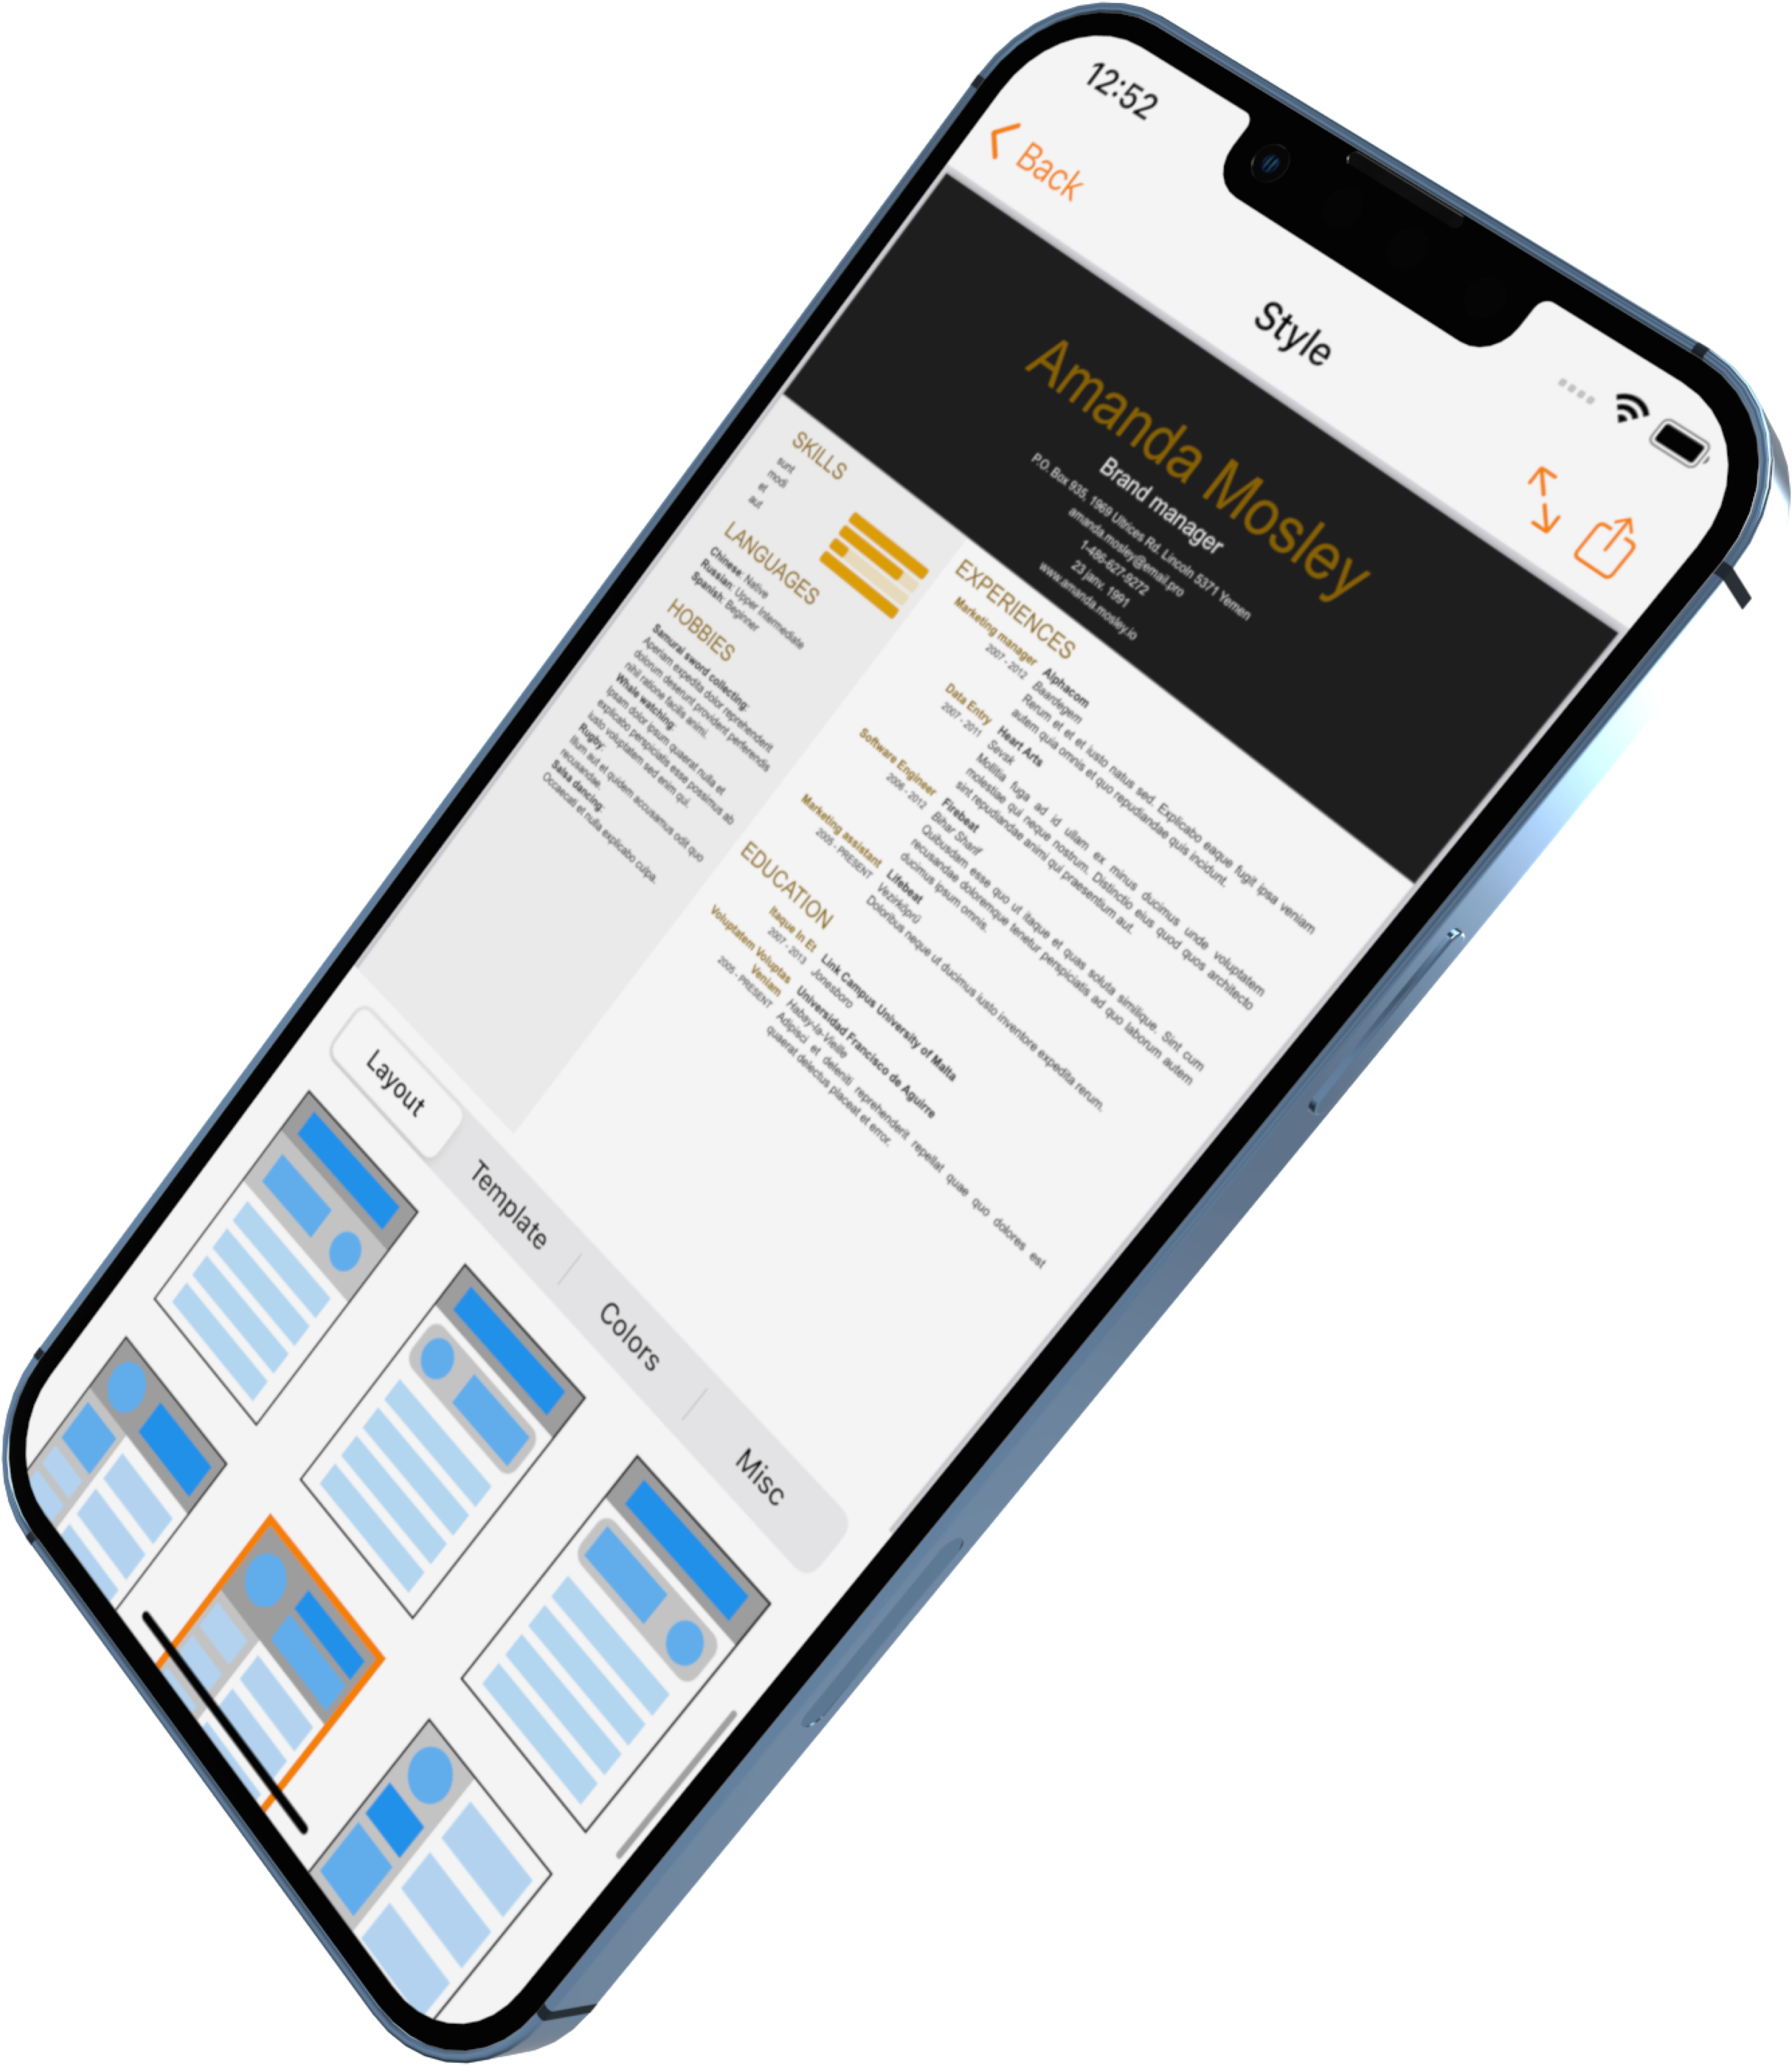 12:52
Back
Style
Amanda Mosley
Brand manager
P.O. Box 935, 1969 Ultrices Rd. Lincoln 5371 Yemen
amanda.mosley@email.pro
1-486-627-9272
23 janv. 1991
www.amanda.mosley.io
SKILLS
sunt
modi
et
aut
LANGUAGES
Chinese: Native
Russian: Upper Intermediate
Spanish: Beginner
HOBBIES
Samurai sword collecting:
Aperiam expedita dolor reprehenderit
dolorum deserunt provident perferendis
nihil ratione facilis animi.
Whale watching:
Ipsam dolor ipsum quaerat nulla et
explicabo perspiciatis esse possimus ab
iusto voluptatem sed enim qui.
Rugby:
Illum aut et quidem accusamus odit quo
recusandae.
Salsa dancing:
Occaecati et nulla explicabo culpa.
EXPERIENCES
Marketing manager
2007 - 2012
Alphacom
Baardegem
Rerum et et et iusto natus sed. Explicabo eaque fugit ipsa veniam
autem quia omnis et quo repudiandae quis incidunt.
Data Entry
2007 - 2011
Heart Arts
Sevsk
Mollitia fuga ad id ullam ex minus ducimus unde voluptatem
molestiae qui neque nostrum. Distinctio eius quod quos architecto
sint repudiandae animi qui praesentium aut.
Software Engineer
2006 - 2012
Firebeat
Bihar Sharif
Quibusdam esse quo ut itaque et quas soluta similique. Sint cum
recusandae doloremque tenetur perspiciatis ad quo laborum autem
ducimus ipsum omnis.
Marketing assistant
2005 - PRESENT
Lifebeat
Vezirköprü
Doloribus neque ut ducimus iusto inventore expedita rerum.
EDUCATION
Itaque In Et
2007 - 2013
Link Campus University of Malta
Jonesboro
Voluptatem Voluptas
Veniam
2005 - PRESENT
Universidad Francisco de Aguirre
Habay-la-Vieille
Adipisci et deleniti reprehenderit repellat quae quo dolores est
quaerat delectus placeat et error.
Layout
Template
Colors
Misc